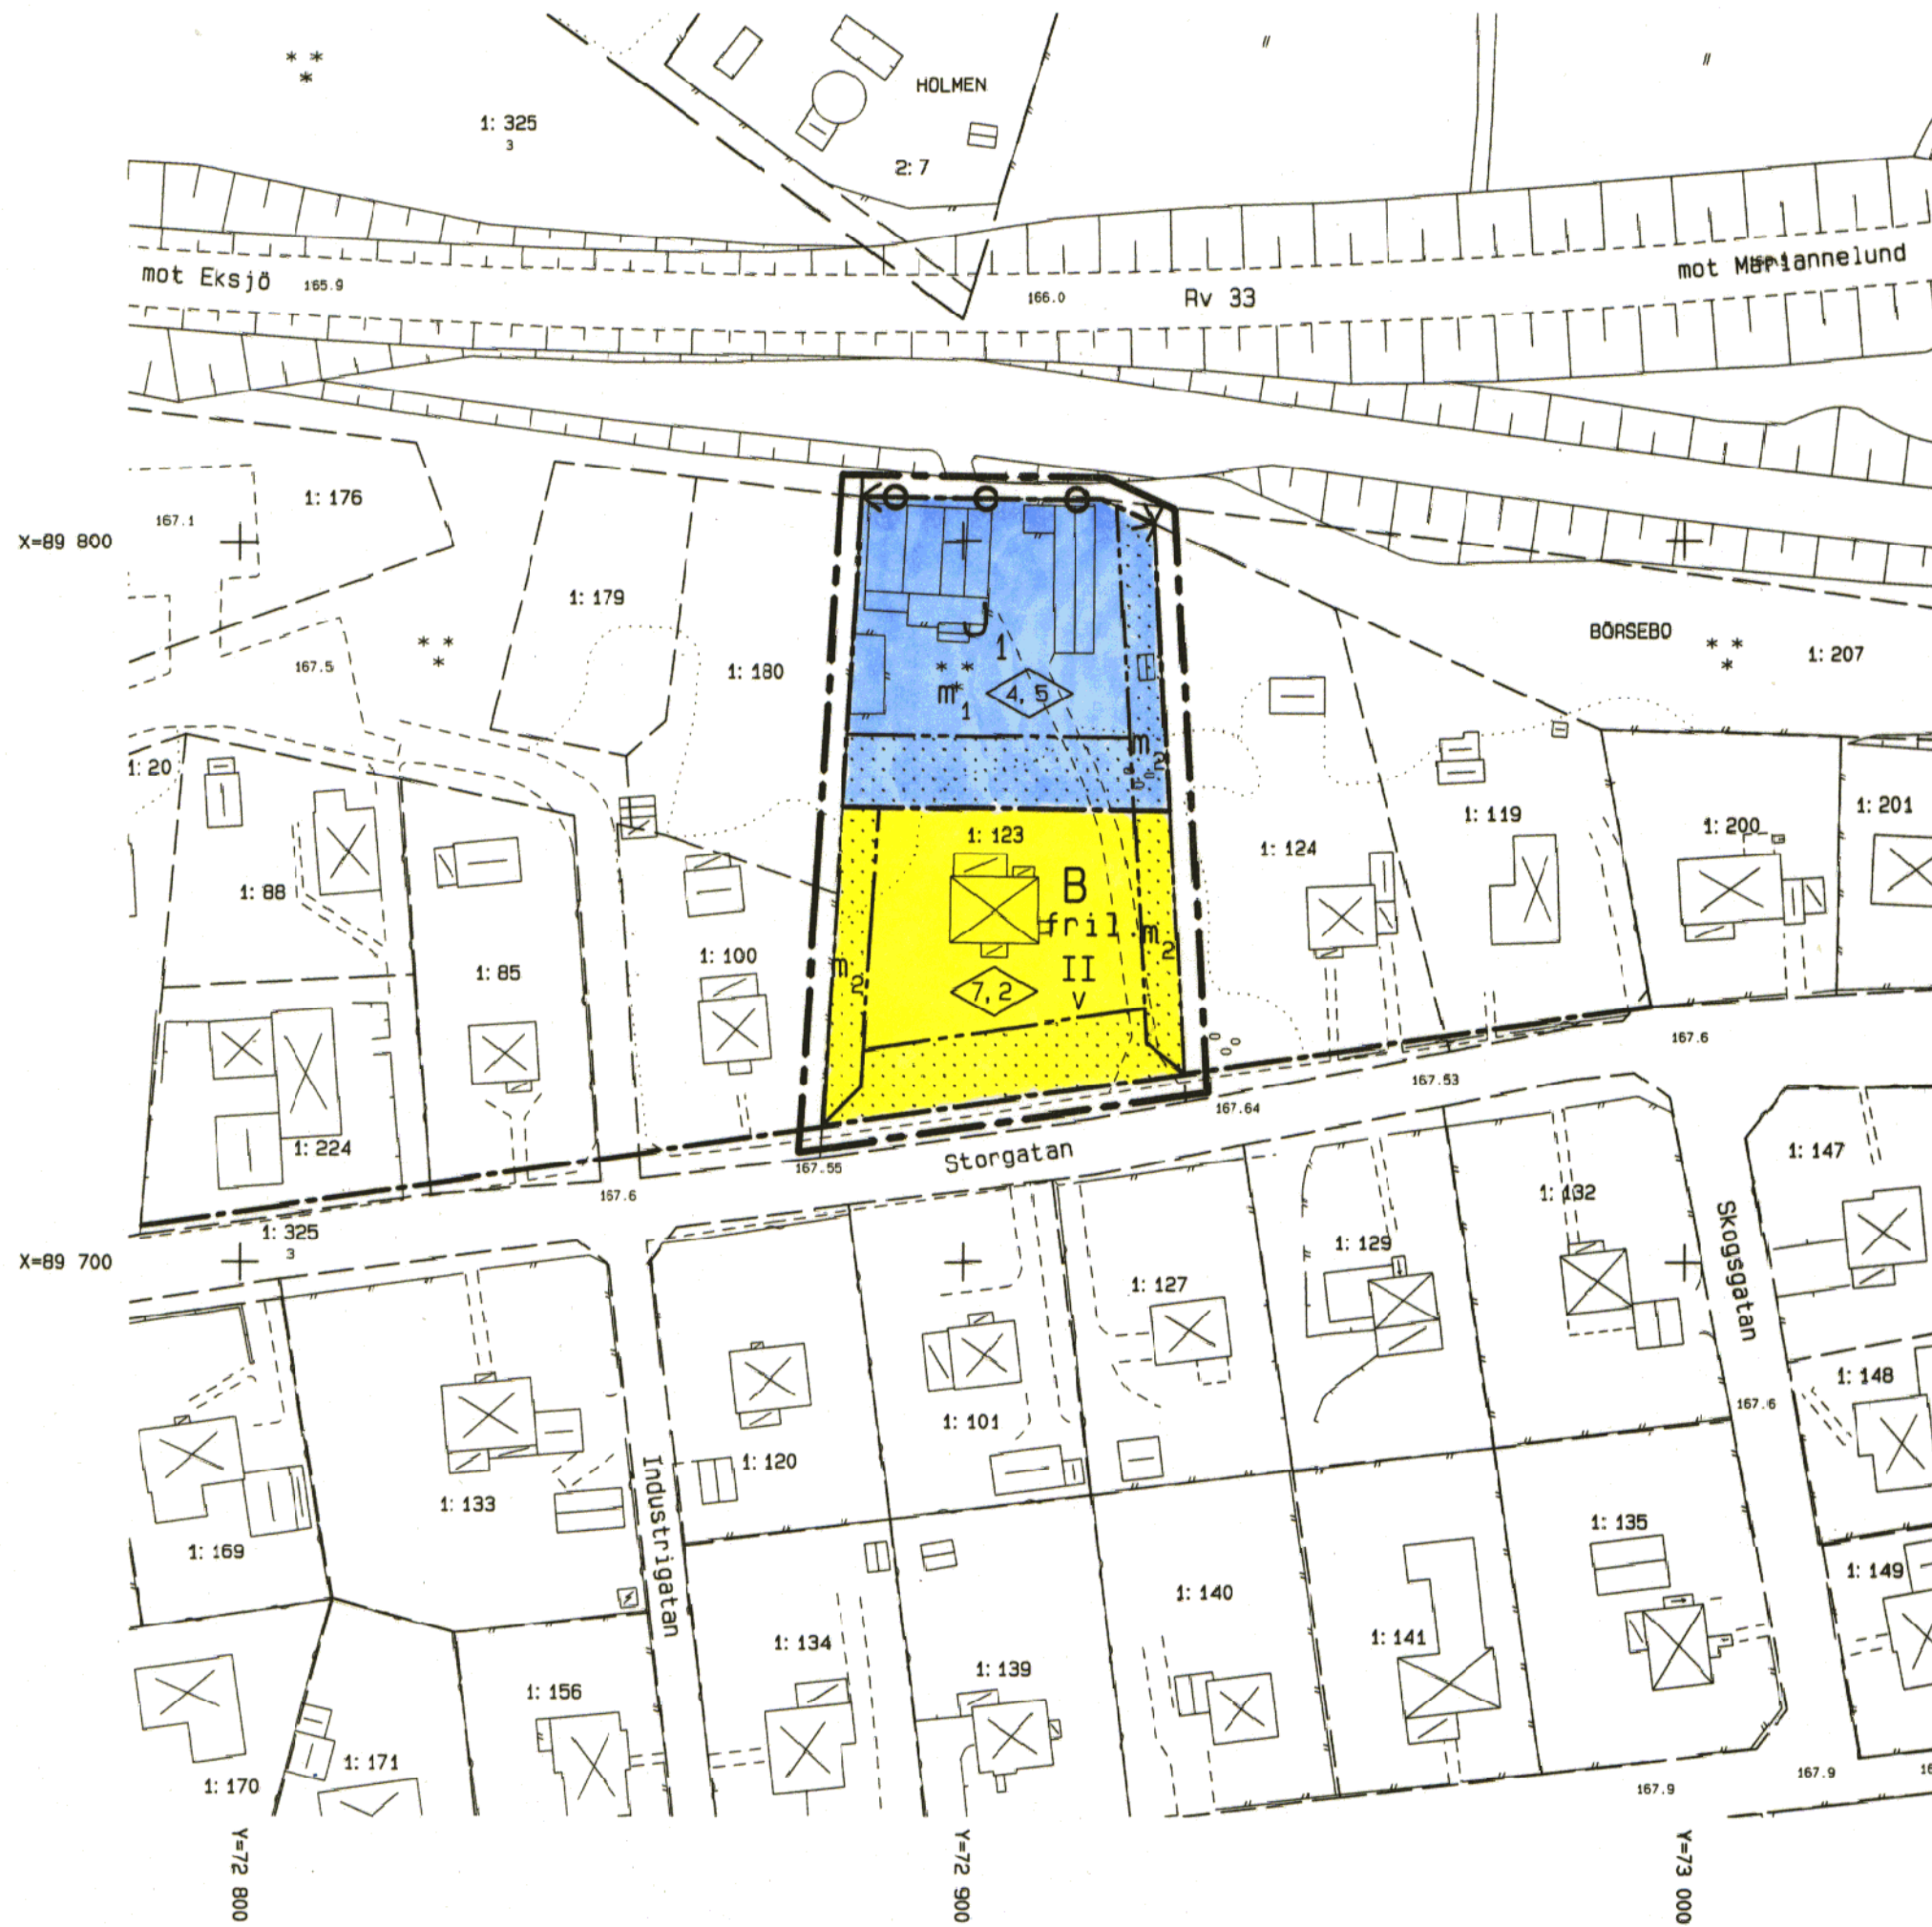 HOLMEN
1: 325
3
2: 7
mot Eksjö
165.9
166.0
Rv 33
mot Mariannelund
1: 176
167.1
X=89 800
1: 179
167.5
1: 180
BÖRSEBO
1: 207
J
1
m1
4,5
m2
1: 20
1: 88
1: 85
1: 100
1: 123
B
fril.
II
v
7,2
m2
m2
1: 124
1: 119
1: 200
1: 201
1: 224
167.6
167.53
167.64
167.55
167.6
Storgatan
1: 325
3
X=89 700
1: 147
1: 132
1: 129
1: 127
Skogsgatan
1: 148
167.6
1: 101
1: 120
1: 133
Industrigatan
1: 169
1: 135
1: 149
1: 140
1: 141
1: 134
1: 139
1: 156
1: 171
1: 170
167.9
167.9
Y=72 800
Y=72 900
Y=73 000